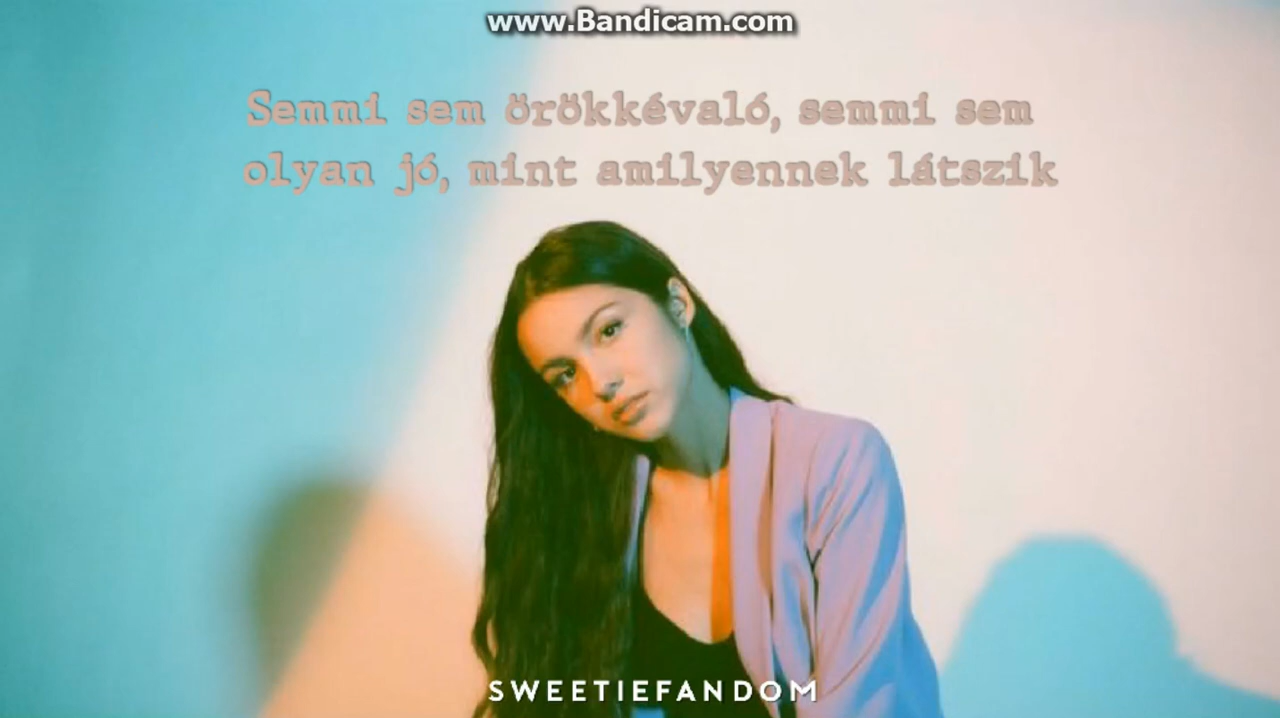 www.Bandicam.com
Semmi sem örökkévaló, semmi sem
olyan jó, mint amilyennek látszik
SWEETIEFANDOM